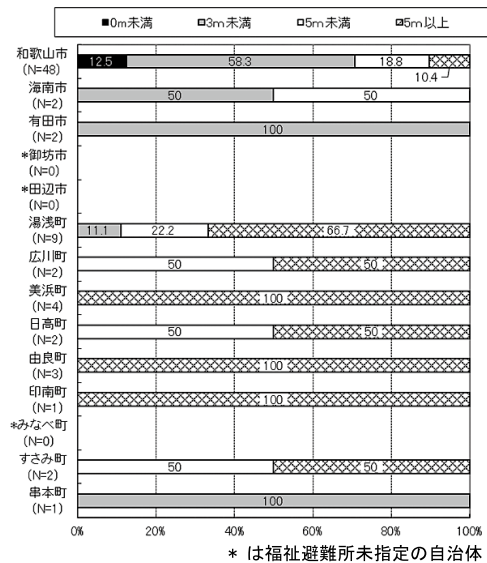 ■0m未満 □3m未満 □5m未満 ▨5m以上
和歌山市
(N=48)
12.5 58.3 18.8
10.4
海南市
(N=2)
50 50
有田市
(N=2)
100
*御坊市
(N=0)
*田辺市
(N=0)
湯浅町
(N=9)
11.1 22.2 66.7
広川町
(N=2)
50 50
美浜町
(N=4)
100
日高町
(N=2)
50 50
由良町
(N=3)
100
印南町
(N=1)
100
*みなべ町
(N=0)
すさみ町
(N=2)
50 50
串本町
(N=1)
100
0% 20% 40% 60% 80% 100%
* は福祉避難所未指定の自治体